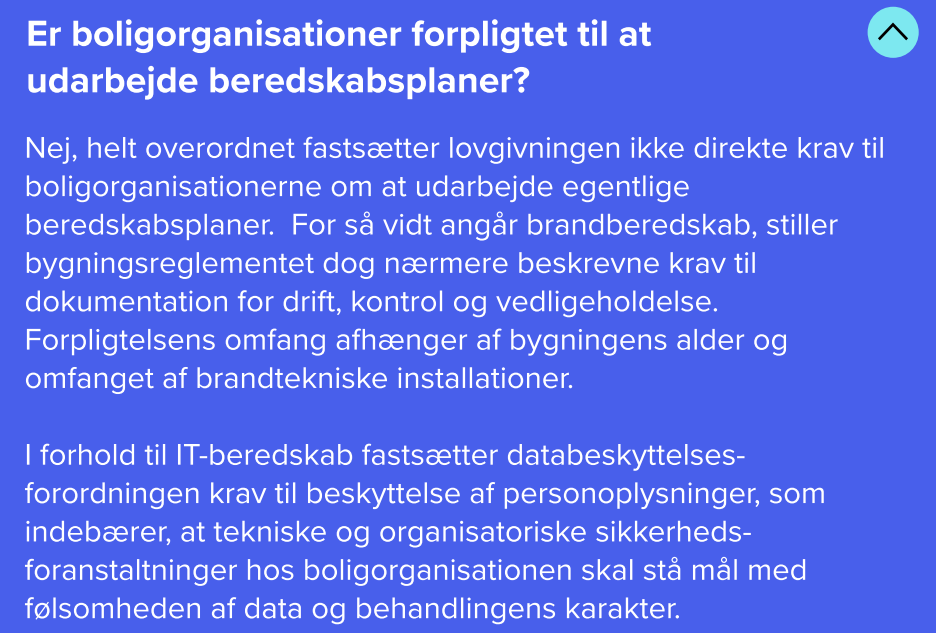 Er boligorganisationer forpligtet til at
udarbejde beredskabsplaner?
Nej, helt overordnet fastsætter lovgivningen ikke direkte krav til
boligorganisationerne om at udarbejde egentlige
beredskabsplaner.  For så vidt angår brandberedskab, stiller
bygningsreglementet dog nærmere beskrevne krav til
dokumentation for drift, kontrol og vedligeholdelse.
Forpligtelsens omfang afhænger af bygningens alder og
omfanget af brandtekniske installationer.
I forhold til IT-beredskab fastsætter databeskyttelses-
forordningen krav til beskyttelse af personoplysninger, som
indebærer, at tekniske og organisatoriske sikkerheds-
foranstaltninger hos boligorganisationen skal stå mål med
følsomheden af data og behandlingens karakter.